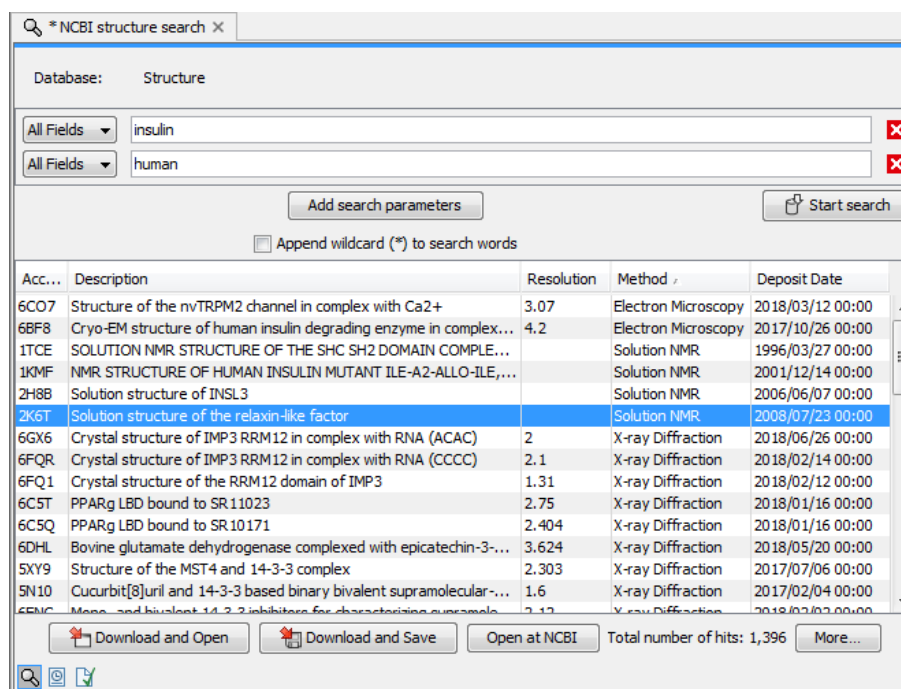 * NCBI structure search
Database: Structure
All Fields insulin
All Fields human
Add search parameters Start search
Append wildcard (*) to search words
Acc... Description Resolution Method Deposit Date
6CO7 Structure of the nvTRPM2 channel in complex with Ca2+ 3.07 Electron Microscopy 2018/03/12 00:00
6BF8 Cryo-EM structure of human insulin degrading enzyme in complex... 4.2 Electron Microscopy 2017/10/26 00:00
1TCE SOLUTION NMR STRUCTURE OF THE SHC SH2 DOMAIN COMPLE... Solution NMR 1996/03/27 00:00
1KMF NMR STRUCTURE OF HUMAN INSULIN MUTANT ILE-A2-ALLO-ILE,... Solution NMR 2001/12/14 00:00
2H8B Solution structure of INSL3 Solution NMR 2006/06/07 00:00
2K6T Solution structure of the relaxin-like factor Solution NMR 2008/07/23 00:00
6GX6 Crystal structure of IMP3 RRM12 in complex with RNA (ACAC) 2 X-ray Diffraction 2018/06/26 00:00
6FQR Crystal structure of IMP3 RRM12 in complex with RNA (CCCC) 2.1 X-ray Diffraction 2018/02/14 00:00
6FQ1 Crystal structure of the RRM12 domain of IMP3 1.31 X-ray Diffraction 2018/02/12 00:00
6C5T PPARg LBD bound to SR11023 2.75 X-ray Diffraction 2018/01/16 00:00
6C5Q PPARg LBD bound to SR10171 2.404 X-ray Diffraction 2018/01/16 00:00
6DHL Bovine glutamate dehydrogenase complexed with epicatechin-3-... 3.624 X-ray Diffraction 2018/05/20 00:00
5XY9 Structure of the MST4 and 14-3-3 complex 2.303 X-ray Diffraction 2017/07/06 00:00
5N10 Cucurbit[8]uril and 14-3-3 based binary bivalent supramolecular-... 1.6 X-ray Diffraction 2017/02/04 00:00
Mono- and bivalent 14-3-3 inhibitors for characterizing supramole... 2.12 X-ray Diffraction
Download and Open Download and Save Open at NCBI Total number of hits: 1,396 More...